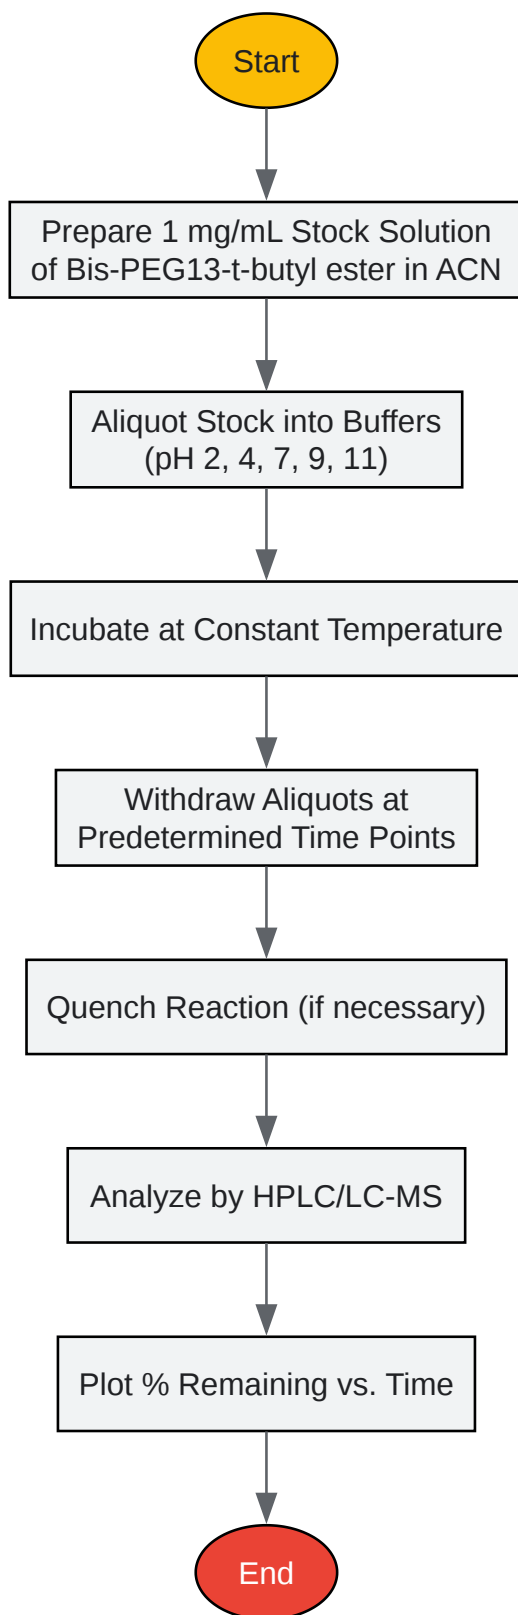 Start
Prepare 1 mg/mL Stock Solution
of Bis-PEG13-t-butyl ester in ACN
Aliquot Stock into Buffers
(pH 2, 4, 7, 9, 11)
Incubate at Constant Temperature
Withdraw Aliquots at
Predetermined Time Points
Quench Reaction (if necessary)
Analyze by HPLC/LC-MS
Plot % Remaining vs. Time
End